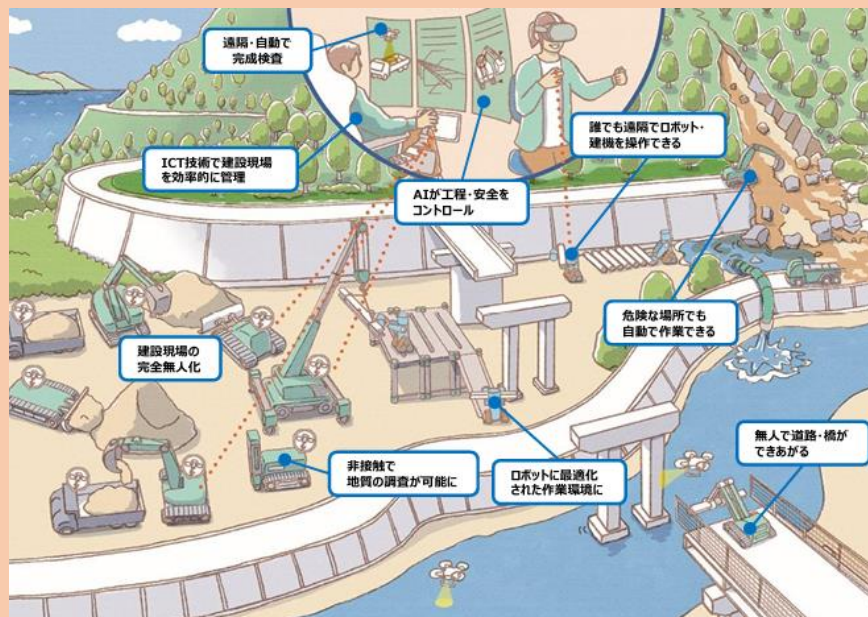 遠隔・自動で
完成検査
ICT技術で建設現場
を効率的に管理
AIが工程・安全を
コントロール
誰でも遠隔でロボット・
建機を操作できる
危険な場所でも
自動で作業できる
建設現場の
完全無人化
非接触で
地質の調査が可能に
ロボットに最適化
された作業環境に
無人で道路・橋が
できあがる